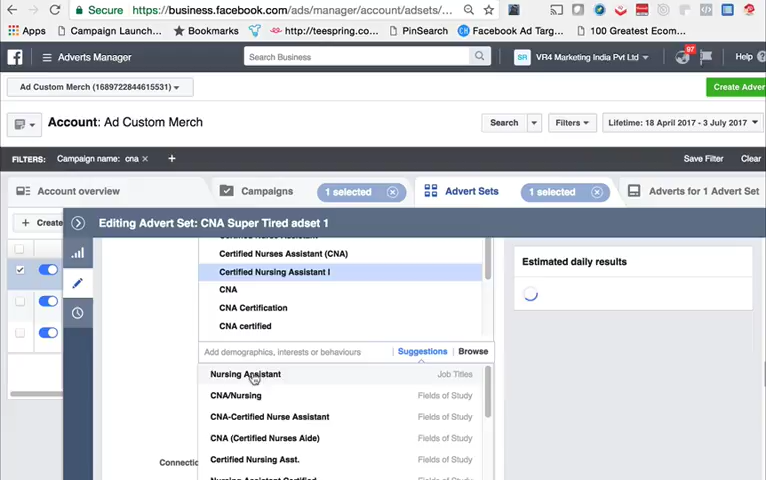 Secure https://business.facebook.com/ads/manager/account/adsets/...
Apps Campaign Launch... Bookmarks http://teespring.co... PinSearch Facebook Ad Targ... 100 Greatest Ecom...
Adverts Manager Search Business SR VR4 Marketing India Pvt Ltd 97 Help
Ad Custom Merch (1689722844615531) Create Adver
Account: Ad Custom Merch Search Filters Lifetime: 18 April 2017 - 3 July 2017
FILTERS: Campaign name: cna × + Save Filter Clear
Account overview Campaigns 1 selected Advert Sets 1 selected Adverts for 1 Advert Set
+ Create Editing Advert Set: CNA Super Tired adset 1
Certified Nurses Assistant (CNA) Estimated daily results
Certified Nursing Assistant I
CNA
CNA Certification
CNA certified
Add demographics, interests or behaviours Suggestions Browse
Nursing Assistant Job Titles
CNA/Nursing Fields of Study
CNA-Certified Nurse Assistant Fields of Study
CNA (Certified Nurses Aide) Fields of Study
Connectio Certified Nursing Asst. Fields of Study